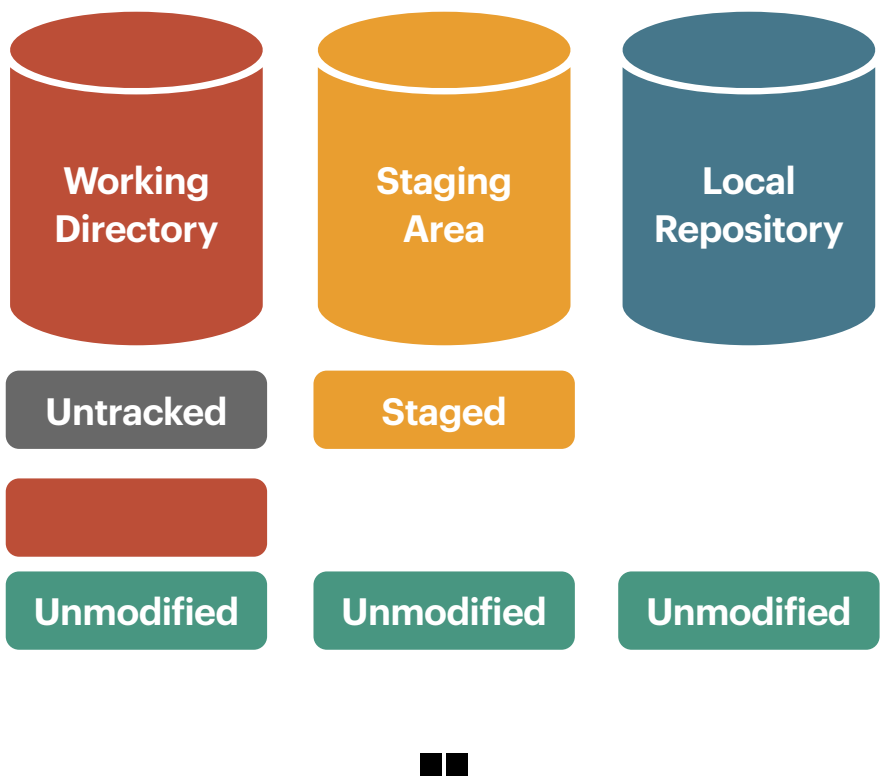 Working
Directory
Staging
Area
Local
Repository
Untracked
Staged
Unmodified
Unmodified
Unmodified